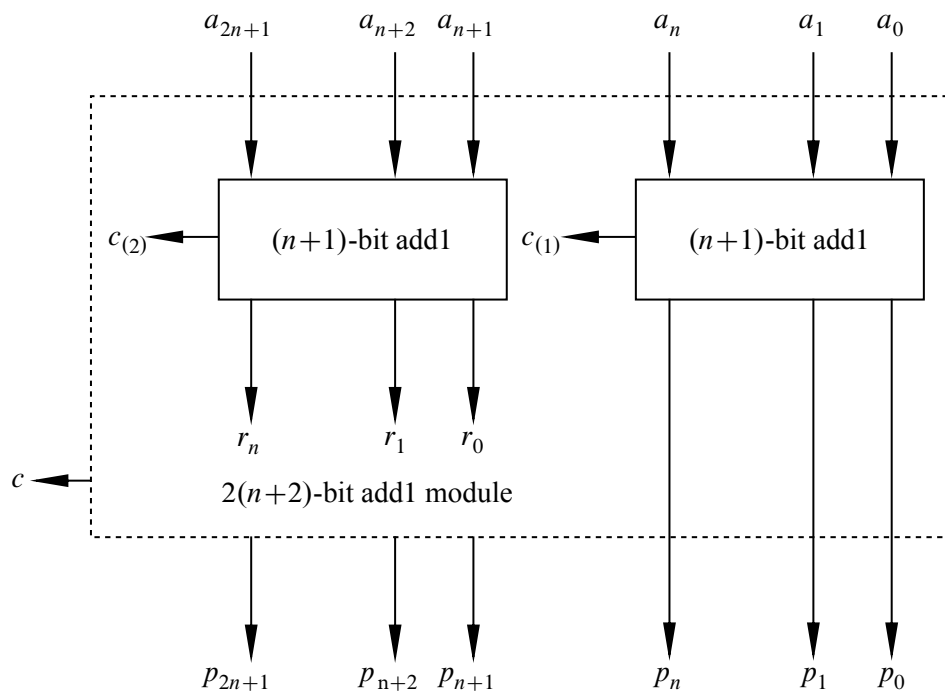 a_{2n+1} a_{n+2} a_{n+1} a_n a_1 a_0
c_{(2)} (n+1)-bit add1 c_{(1)} (n+1)-bit add1
r_n r_1 r_0
c 2(n+2)-bit add1 module
p_{2n+1} p_{n+2} p_{n+1} p_n p_1 p_0